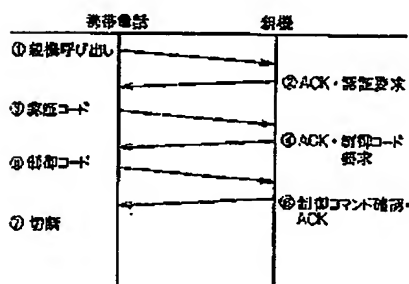 携帯電話 親機
①親機呼び出し
②ACK・認証要求
③認証コード
④ACK・制御コード
要求
⑤制御コード
⑥制御コマンド確認・
ACK
⑦切断